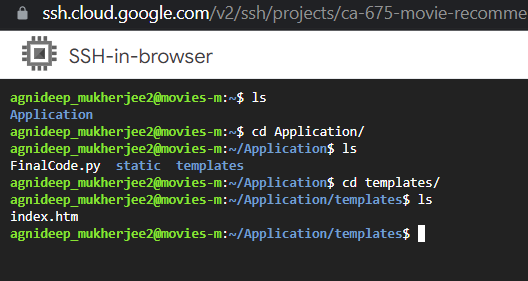 ssh.cloud.google.com/v2/ssh/projects/ca-675-movie-recomme
SSH-in-browser
agnideep_mukherjee2@movies-m:~$ ls
Application
agnideep_mukherjee2@movies-m:~$ cd Application/
agnideep_mukherjee2@movies-m:~/Application$ ls
FinalCode.py  static  templates
agnideep_mukherjee2@movies-m:~/Application$ cd templates/
agnideep_mukherjee2@movies-m:~/Application/templates$ ls
index.htm
agnideep_mukherjee2@movies-m:~/Application/templates$